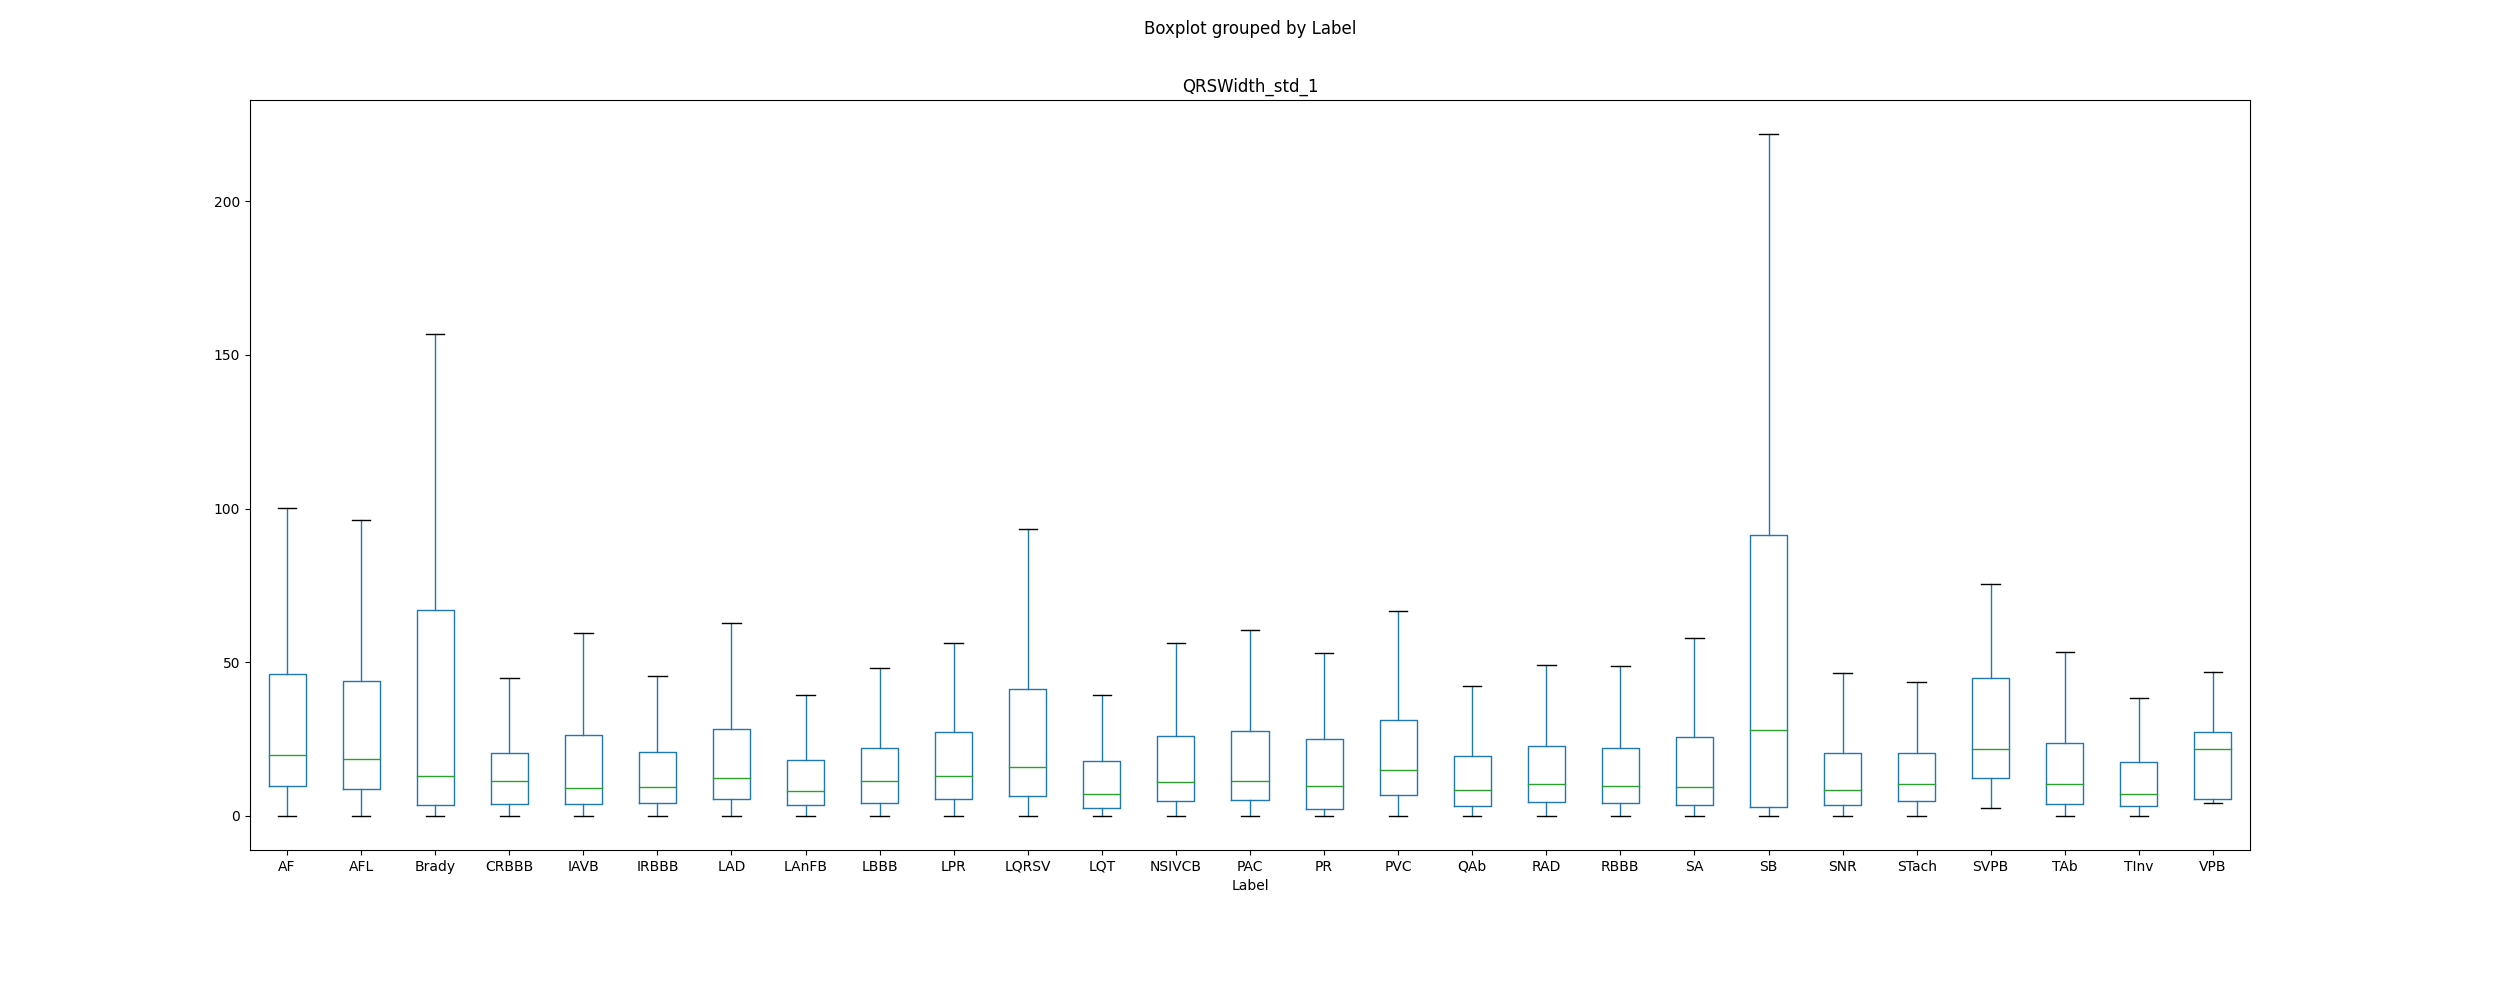 Boxplot grouped by Label
QRSWidth_std_1
200
150
100
50
0
AF AFL Brady CRBBB IAVB IRBBB LAD LAnFB LBBB LPR LQRSV LQT NSIVCB PAC PR PVC QAb RAD RBBB SA SB SNR STach SVPB TAb TInv VPB
Label